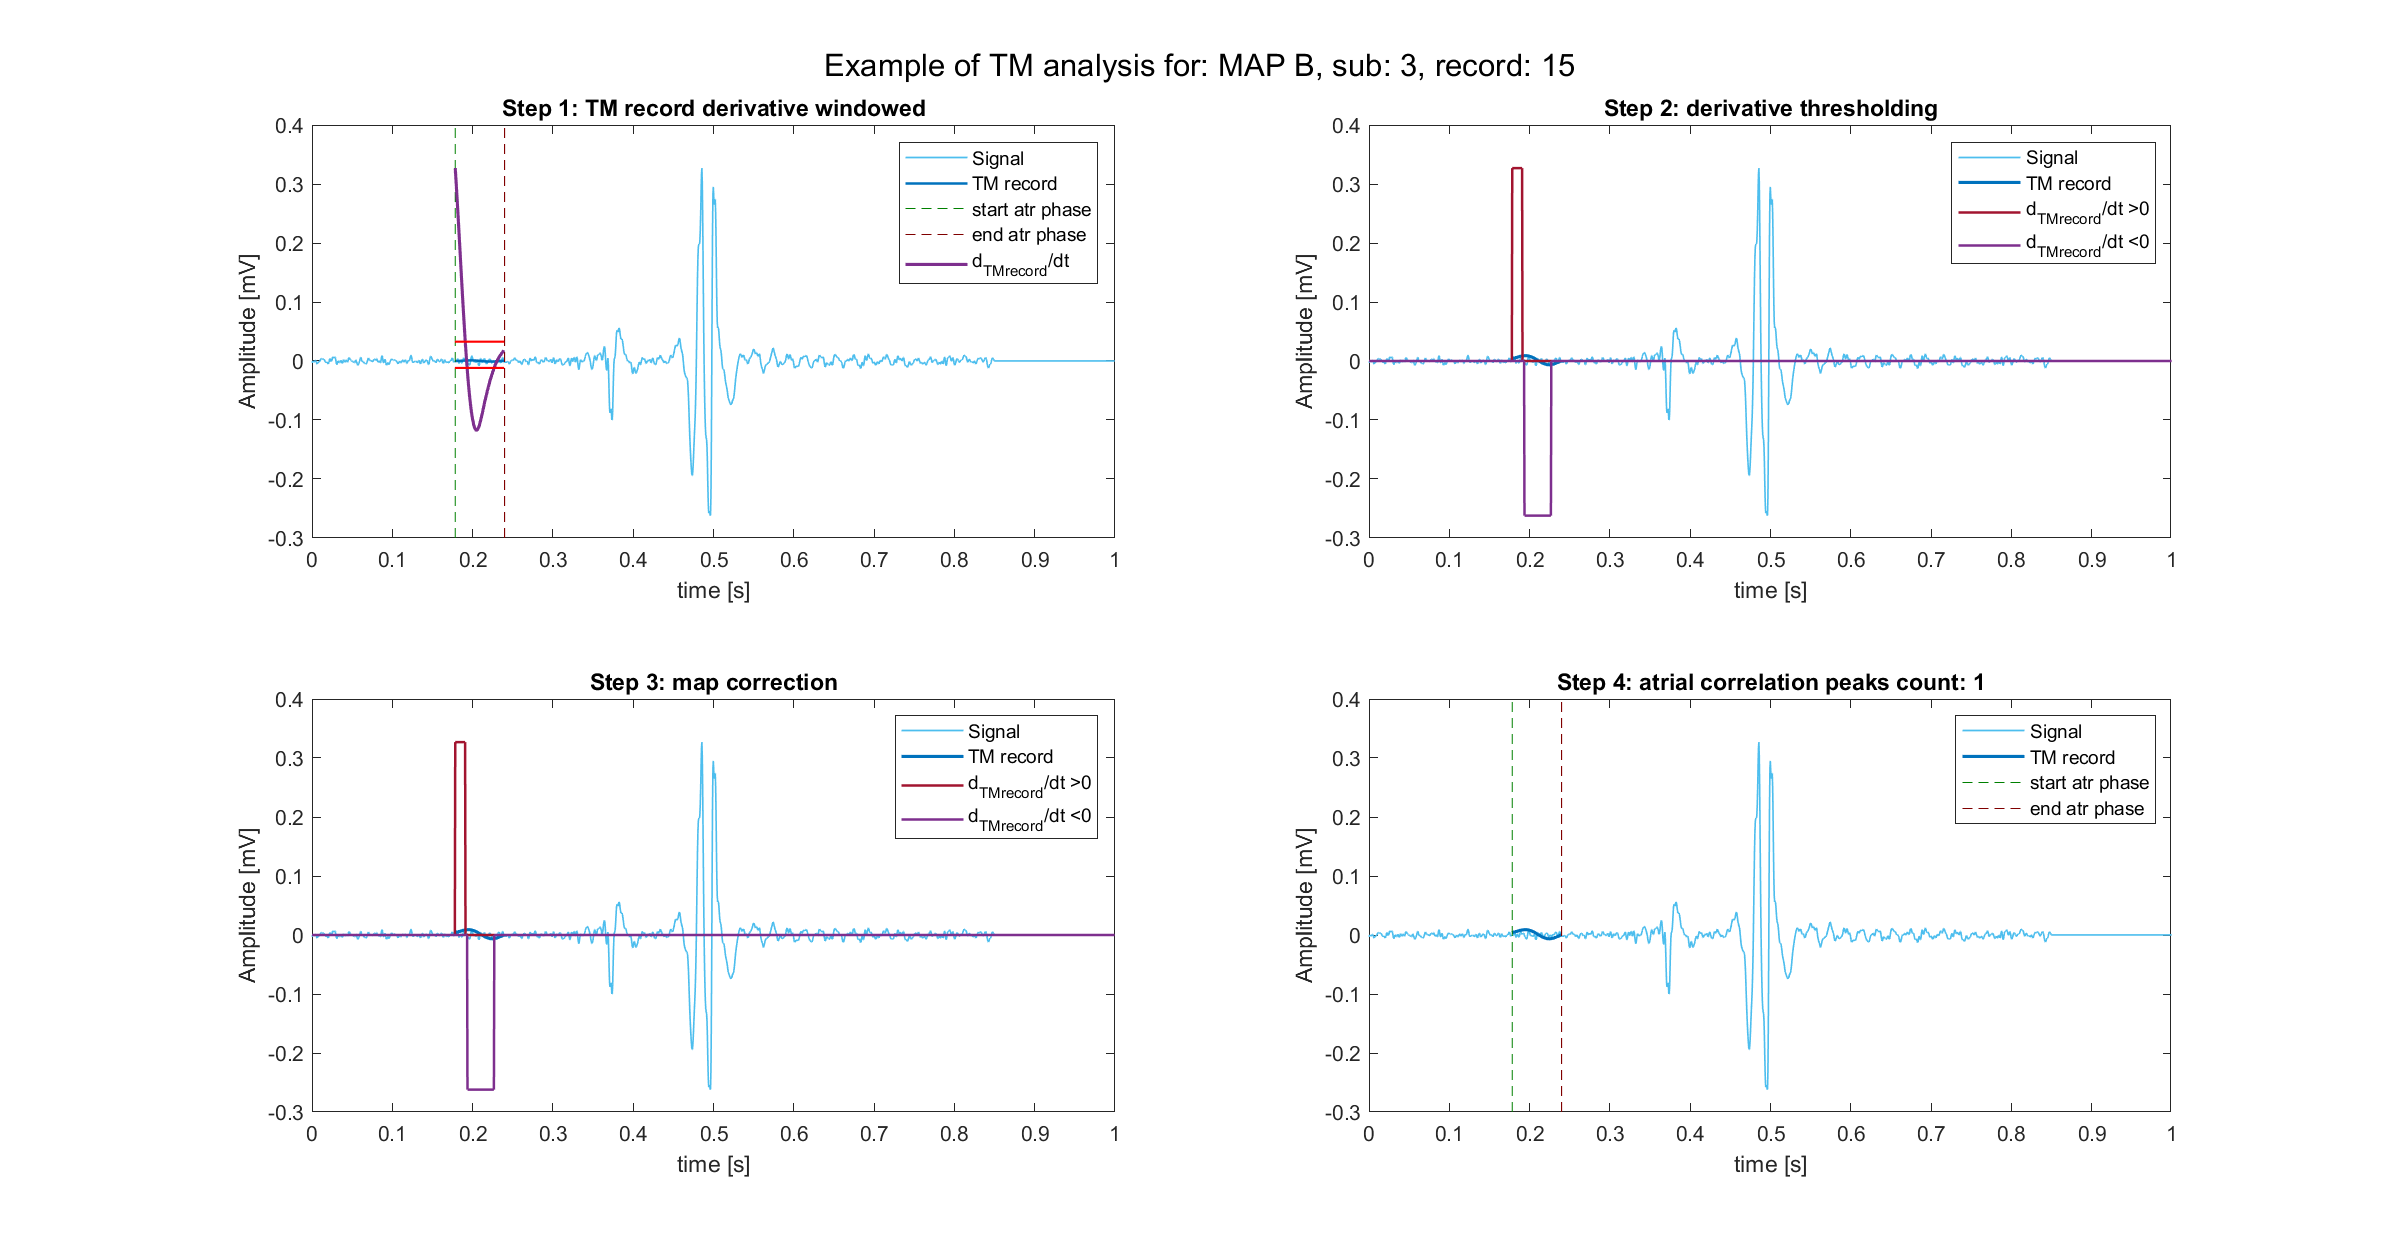 Example of TM analysis for: MAP B, sub: 3, record: 15
Step 1: TM record derivative windowed
0.4
0.3
0.2
0.1
0
-0.1
-0.2
-0.3
Amplitude [mV]
0 0.1 0.2 0.3 0.4 0.5 0.6 0.7 0.8 0.9 1
time [s]
Signal
TM record
start atr phase
end atr phase
dTMrecord/dt
Step 2: derivative thresholding
0.4
0.3
0.2
0.1
0
-0.1
-0.2
-0.3
Amplitude [mV]
0 0.1 0.2 0.3 0.4 0.5 0.6 0.7 0.8 0.9 1
time [s]
Signal
TM record
dTMrecord/dt >0
dTMrecord/dt <0
Step 3: map correction
0.4
0.3
0.2
0.1
0
-0.1
-0.2
-0.3
Amplitude [mV]
0 0.1 0.2 0.3 0.4 0.5 0.6 0.7 0.8 0.9 1
time [s]
Signal
TM record
dTMrecord/dt >0
dTMrecord/dt <0
Step 4: atrial correlation peaks count: 1
0.4
0.3
0.2
0.1
0
-0.1
-0.2
-0.3
Amplitude [mV]
0 0.1 0.2 0.3 0.4 0.5 0.6 0.7 0.8 0.9 1
time [s]
Signal
TM record
start atr phase
end atr phase